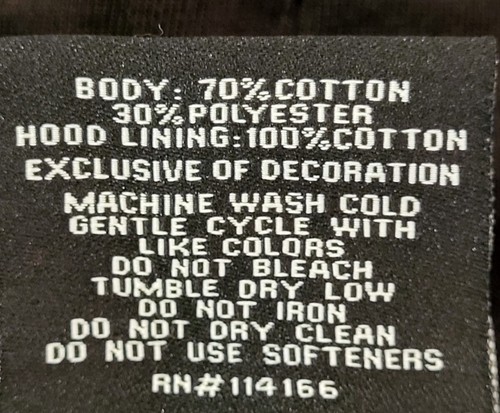 BODY: 70%COTTON
30%POLYESTER
HOOD LINING:100%COTTON
EXCLUSIVE OF DECORATION
MACHINE WASH COLD
GENTLE CYCLE WITH
LIKE COLORS
DO NOT BLEACH
TUMBLE DRY LOW
DO NOT IRON
DO NOT DRY CLEAN
DO NOT USE SOFTENERS
RN#114166